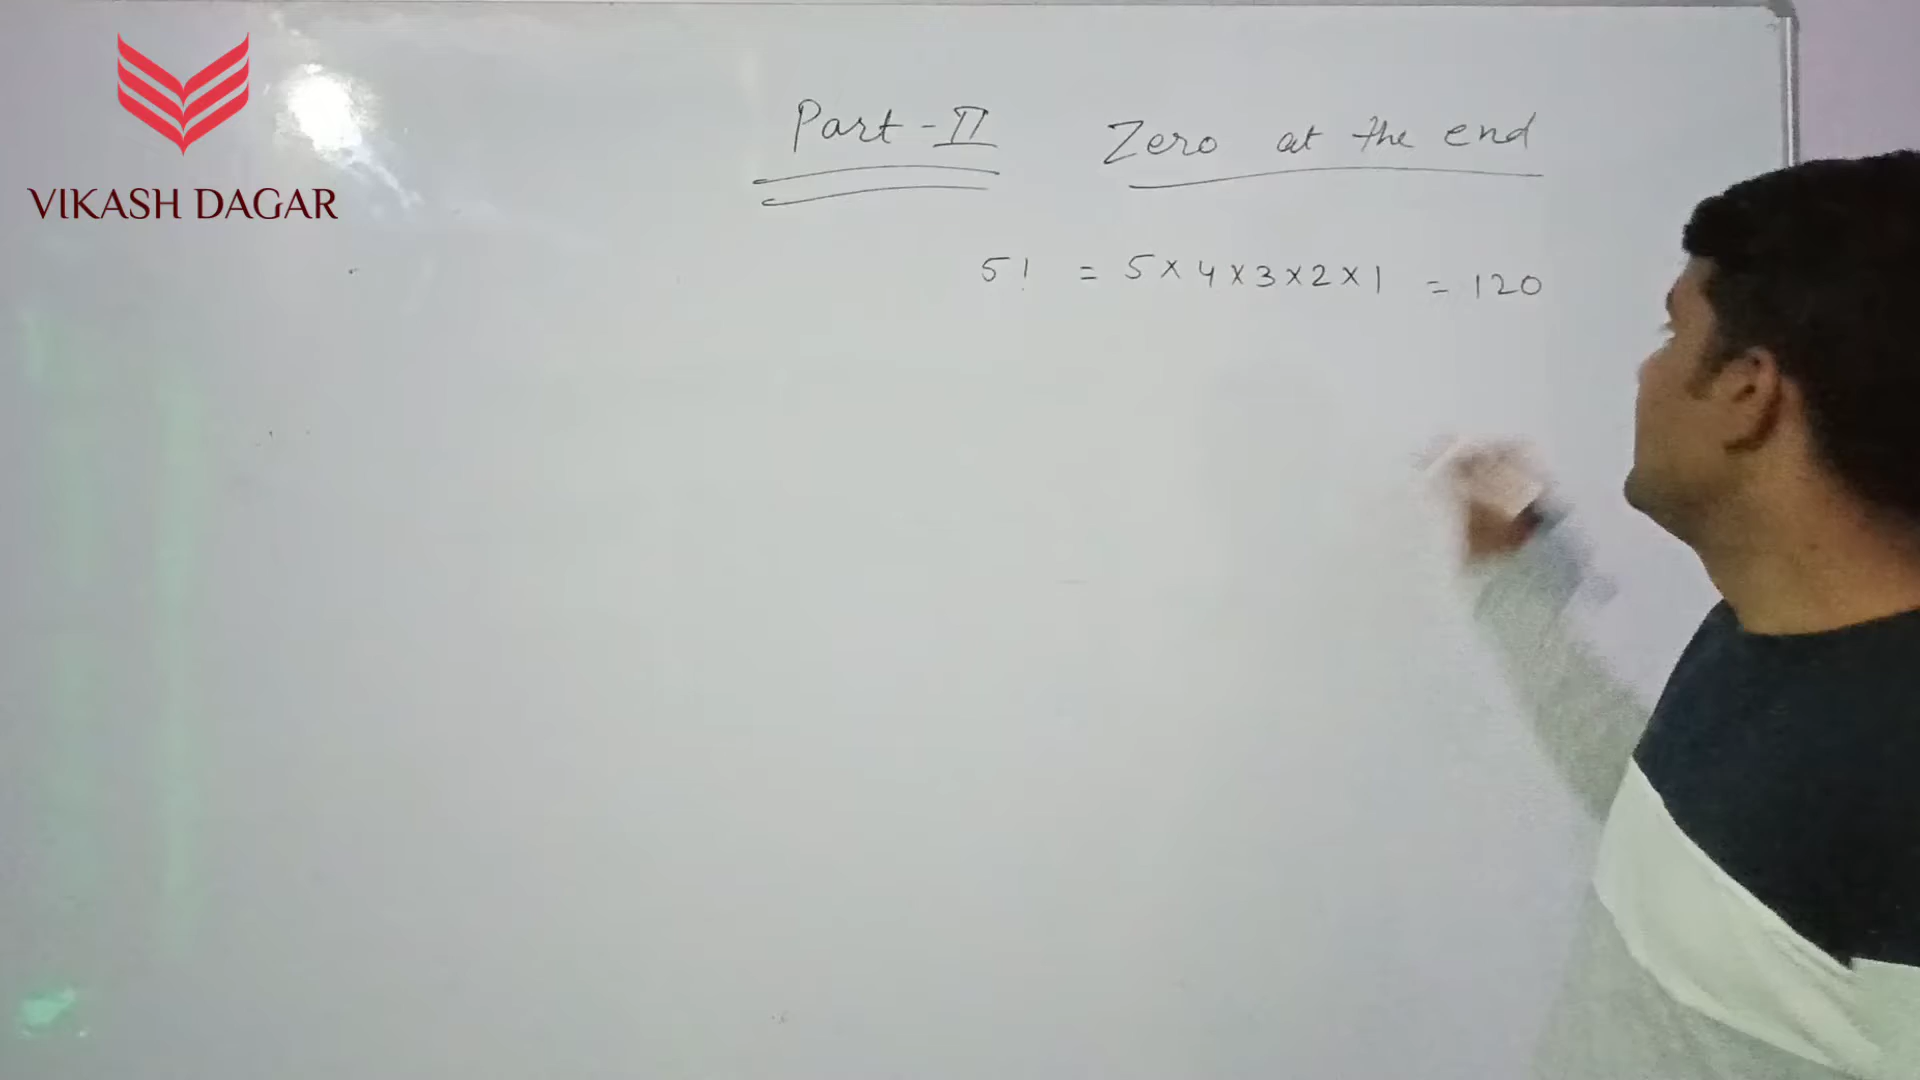 VIKASH DAGAR
Part - II Zero at the end
5! = 5 × 4 × 3 × 2 × 1 = 120